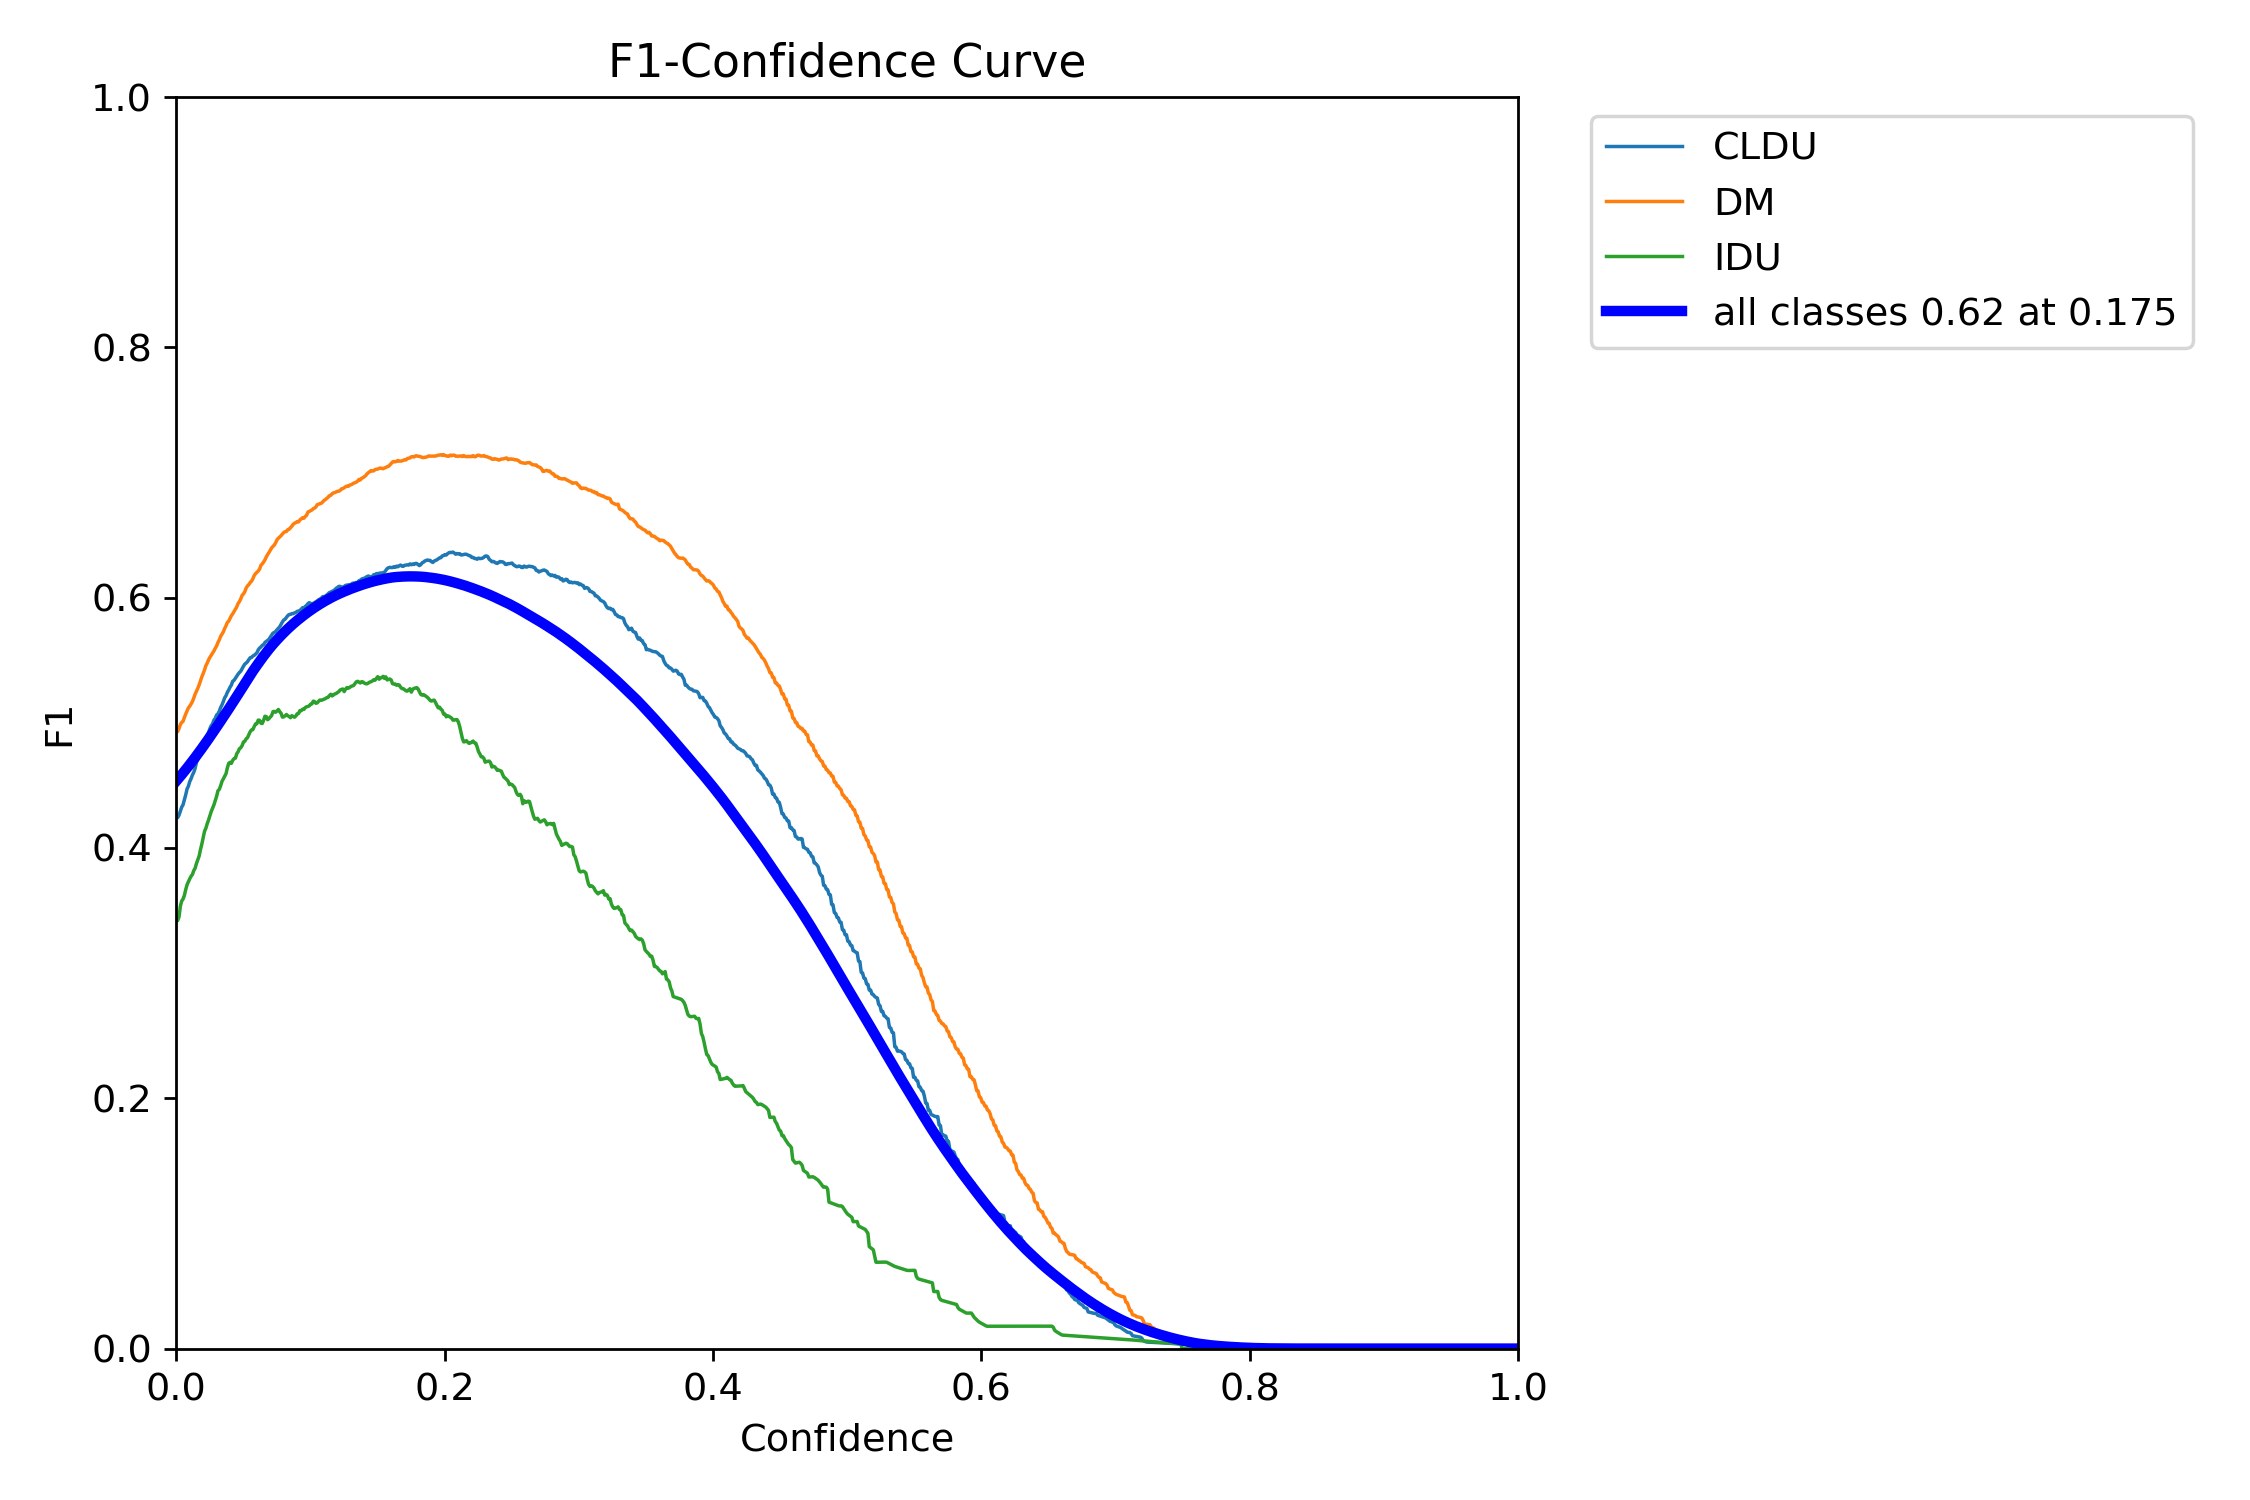 F1-Confidence Curve
1.0
0.8
0.6
0.4
0.2
0.0
F1
0.0 0.2 0.4 0.6 0.8 1.0
Confidence
CLDU
DM
IDU
all classes 0.62 at 0.175